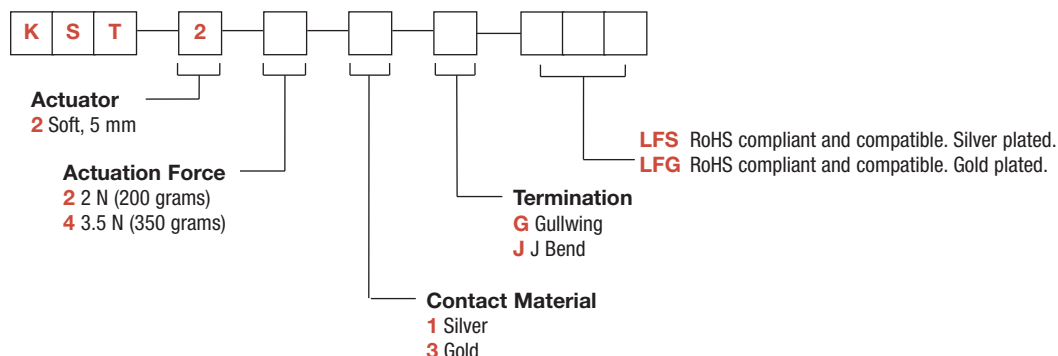 K S T 2
Actuator
2 Soft, 5 mm
LFS RoHS compliant and compatible. Silver plated.
LFG RoHS compliant and compatible. Gold plated.
Actuation Force
2 2 N (200 grams)
4 3.5 N (350 grams)
Termination
G Gullwing
J J Bend
Contact Material
1 Silver
3 Gold